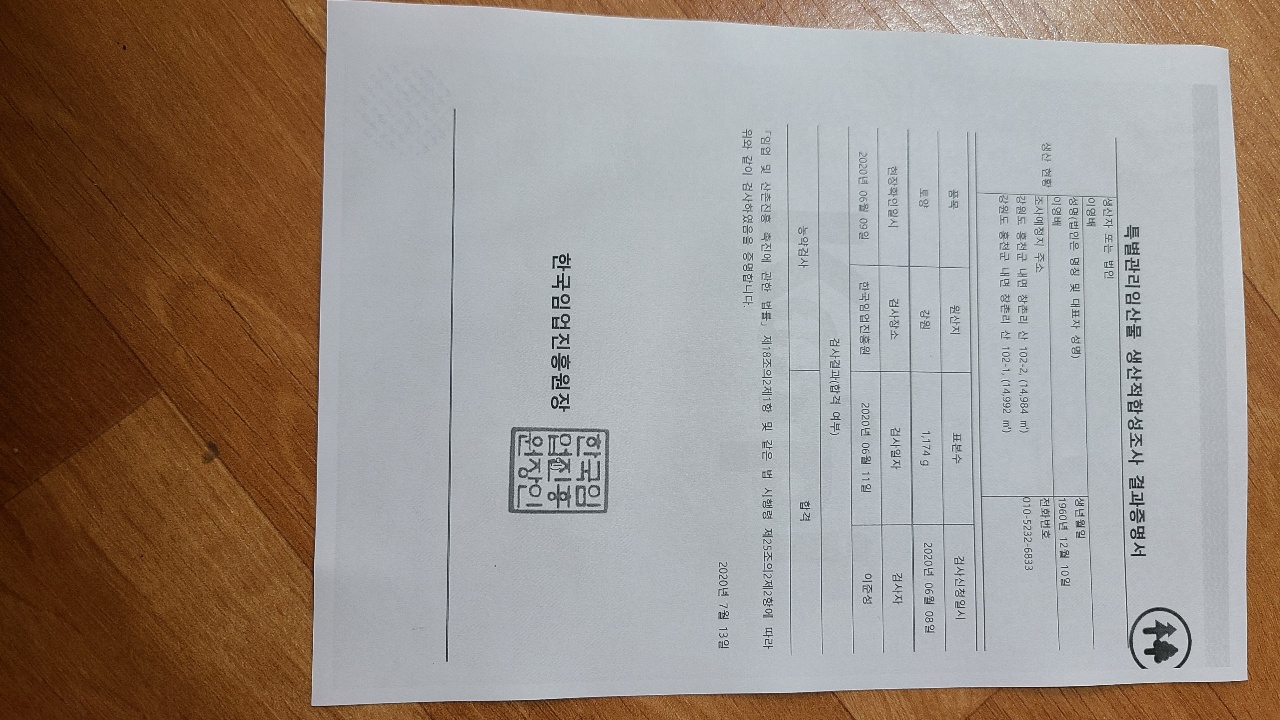 특별관리임산물 생산적합성조사 결과증명서
생산 현황
생산자 또는 법인
이영배
성명(법인은 명칭 및 대표자 성명)
이영배
생년월일
1960년 12월 10일
조사예정지 주소
강원도 홍천군 내면 창촌리 산 102-2, (14,984 ㎡)
강원도 홍천군 내면 창촌리 산 102-1, (14,992 ㎡)
전화번호
010-5232-6833
품목 원산지 표본수 검사신청일시
토양 강원 1,174 g 2020년 06월 08일
현장확인일시 검사장소 검사일자 검사자
2020년 06월 09일 한국임업진흥원 2020년 06월 11일 이준성
검사결과(합격 여부)
농약검사 합격
「임업 및 산촌진흥 촉진에 관한 법률」 제18조의2제1항 및 같은 법 시행령 제25조의2제2항에 따라
위와 같이 검사하였음을 증명합니다.
2020년 7월 13일
한국임업진흥원장
한국임
업진흥
원장인